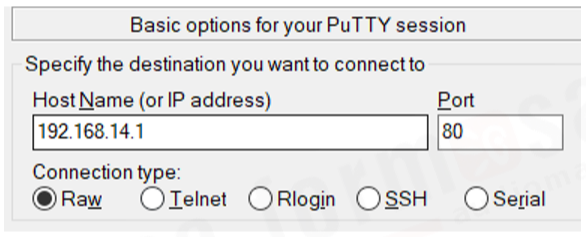 Basic options for your PuTTY session
Specify the destination you want to connect to
Host Name (or IP address) Port
192.168.14.1 80
Connection type:
Raw Telnet Rlogin SSH Serial